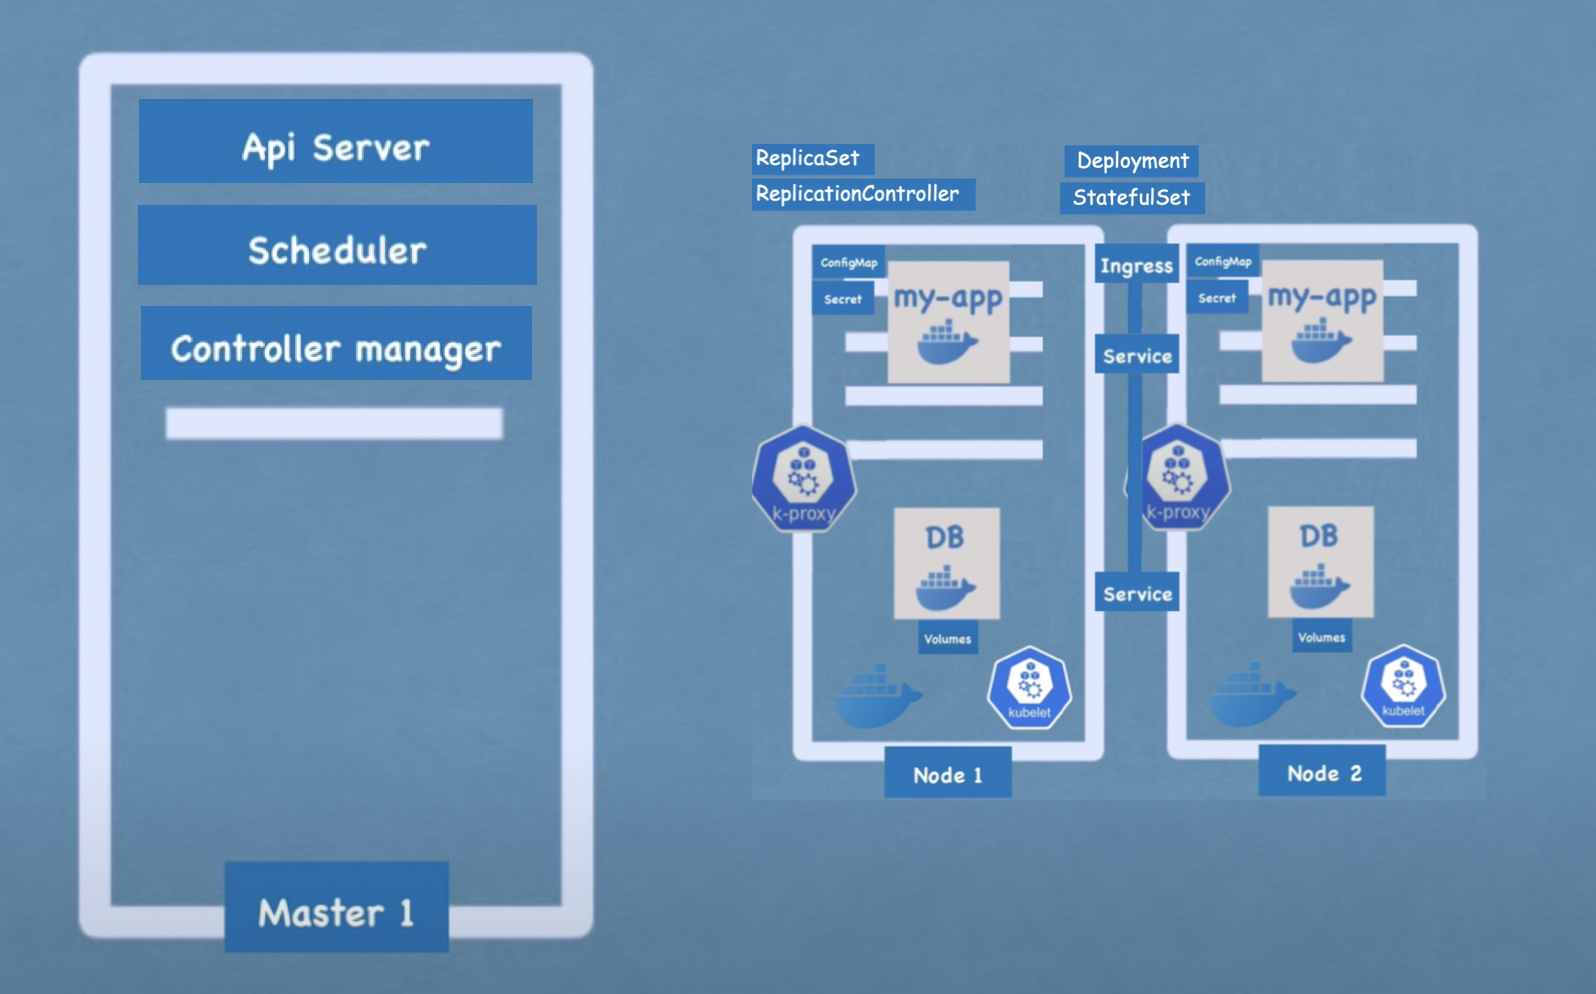 Api Server
Scheduler
Controller manager
Master 1
ReplicaSet
ReplicationController
Deployment
StatefulSet
ConfigMap
Secret
my-app
k-proxy
DB
Volumes
kubelet
Node 1
Ingress
Service
Service
ConfigMap
Secret
my-app
k-proxy
DB
Volumes
kubelet
Node 2